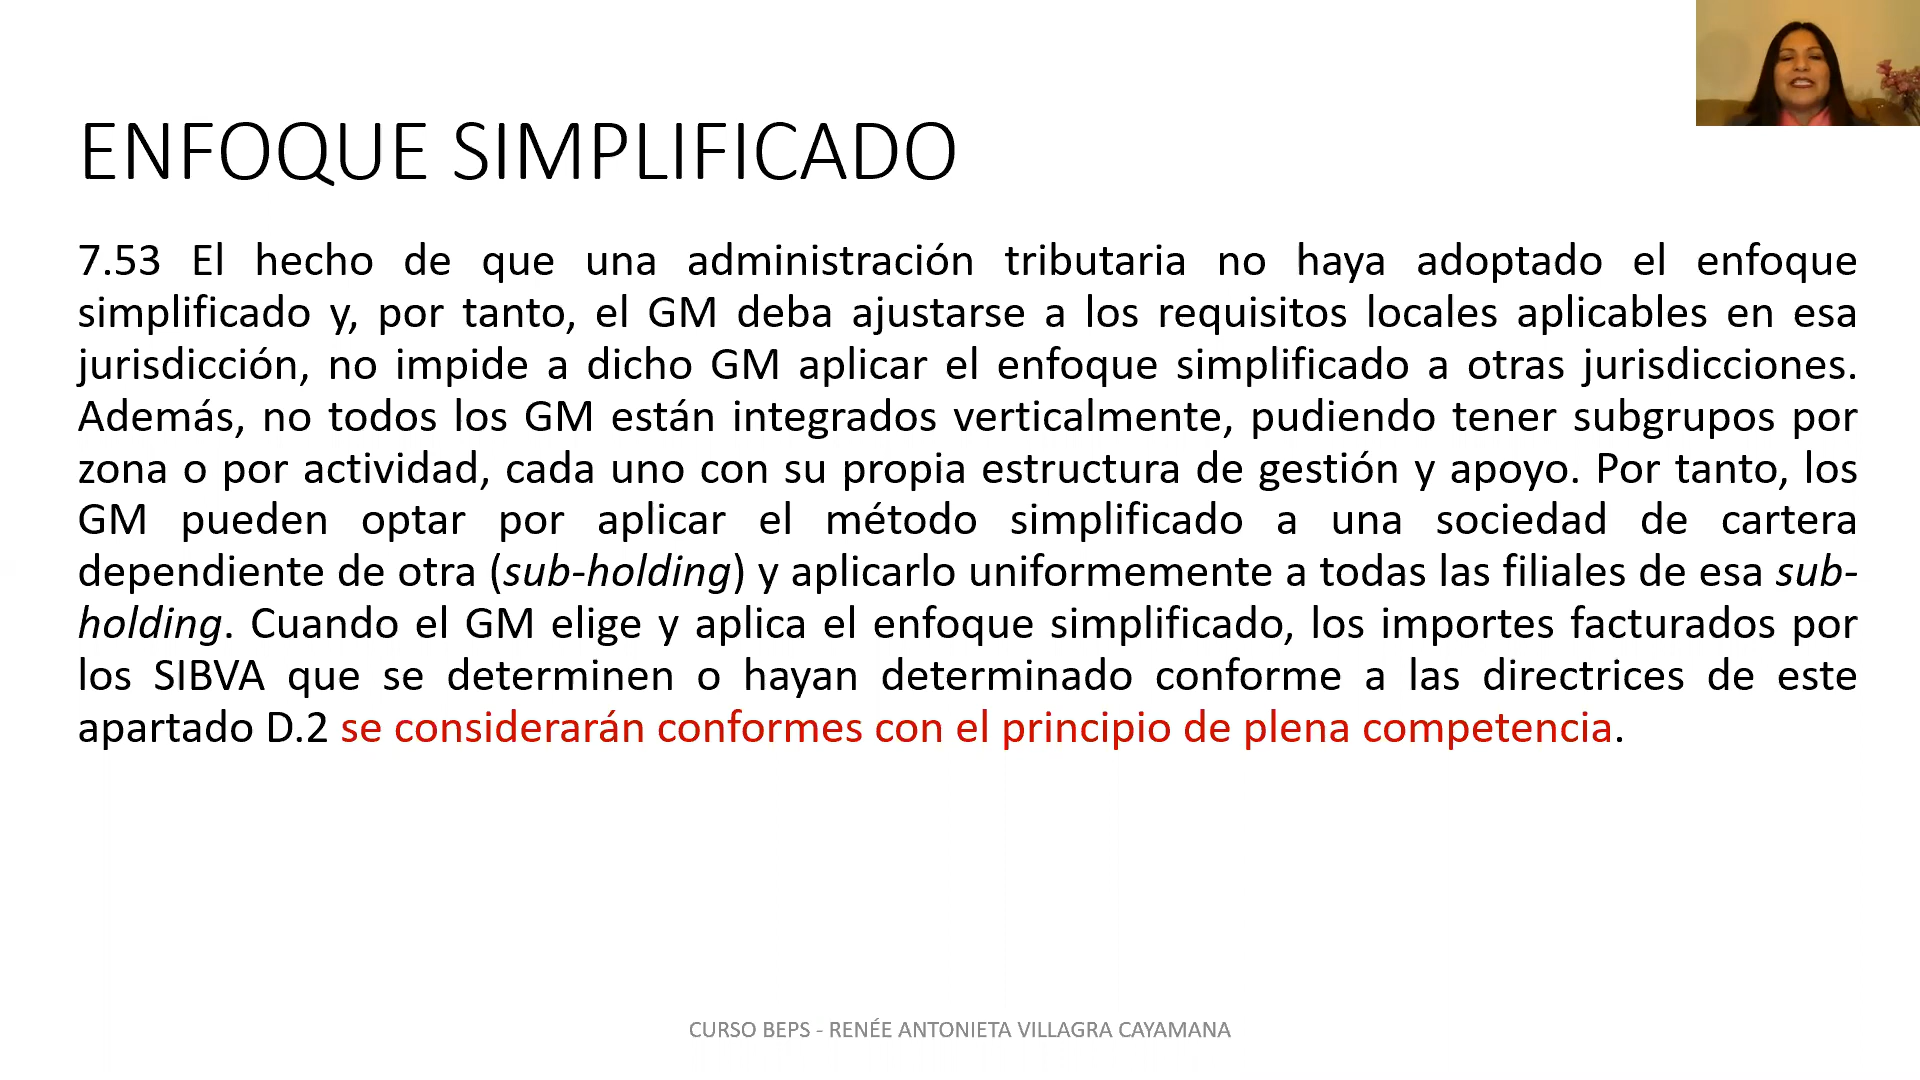 ENFOQUE SIMPLIFICADO
7.53 El hecho de que una administración tributaria no haya adoptado el enfoque
simplificado y, por tanto, el GM deba ajustarse a los requisitos locales aplicables en esa
jurisdicción, no impide a dicho GM aplicar el enfoque simplificado a otras jurisdicciones.
Además, no todos los GM están integrados verticalmente, pudiendo tener subgrupos por
zona o por actividad, cada uno con su propia estructura de gestión y apoyo. Por tanto, los
GM pueden optar por aplicar el método simplificado a una sociedad de cartera
dependiente de otra (sub-holding) y aplicarlo uniformemente a todas las filiales de esa sub-
holding. Cuando el GM elige y aplica el enfoque simplificado, los importes facturados por
los SIBVA que se determinen o hayan determinado conforme a las directrices de este
apartado D.2 se considerarán conformes con el principio de plena competencia.
CURSO BEPS - RENÉE ANTONIETA VILLAGRA CAYAMANA